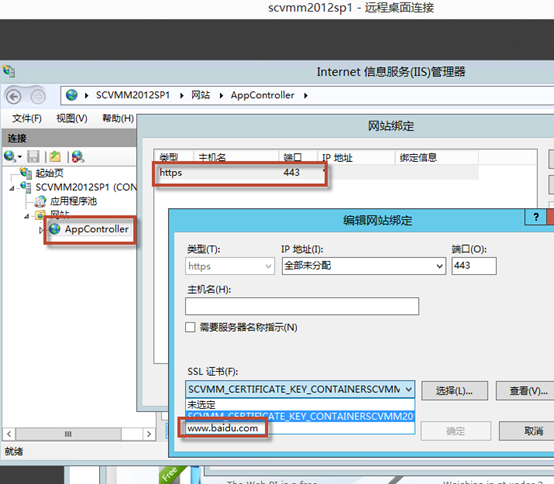 scvmm2012sp1 - 远程桌面连接
Internet 信息服务(IIS)管理器
SCVMM2012SP1 ▸ 网站 ▸ AppController ▸
文件(F) 视图(V) 帮助(H)
连接
起始页
SCVMM2012SP1 (CON
应用程序池
网站
AppController
就绪
网站绑定
类型 主机名 端口 IP 地址 绑定信息
https 443 *
编辑网站绑定
?
类型(T): IP 地址(I): 端口(O):
https 全部未分配 443
主机名(H):
需要服务器名称指示(N)
SSL 证书(F):
SCVMM_CERTIFICATE_KEY_CONTAINERSCVMM 选择(L)... 查看(V)...
未选定
SCVMM_CERTIFICATE_KEY_CONTAINERSCVMM20
www.baidu.com
确定 取消
Free